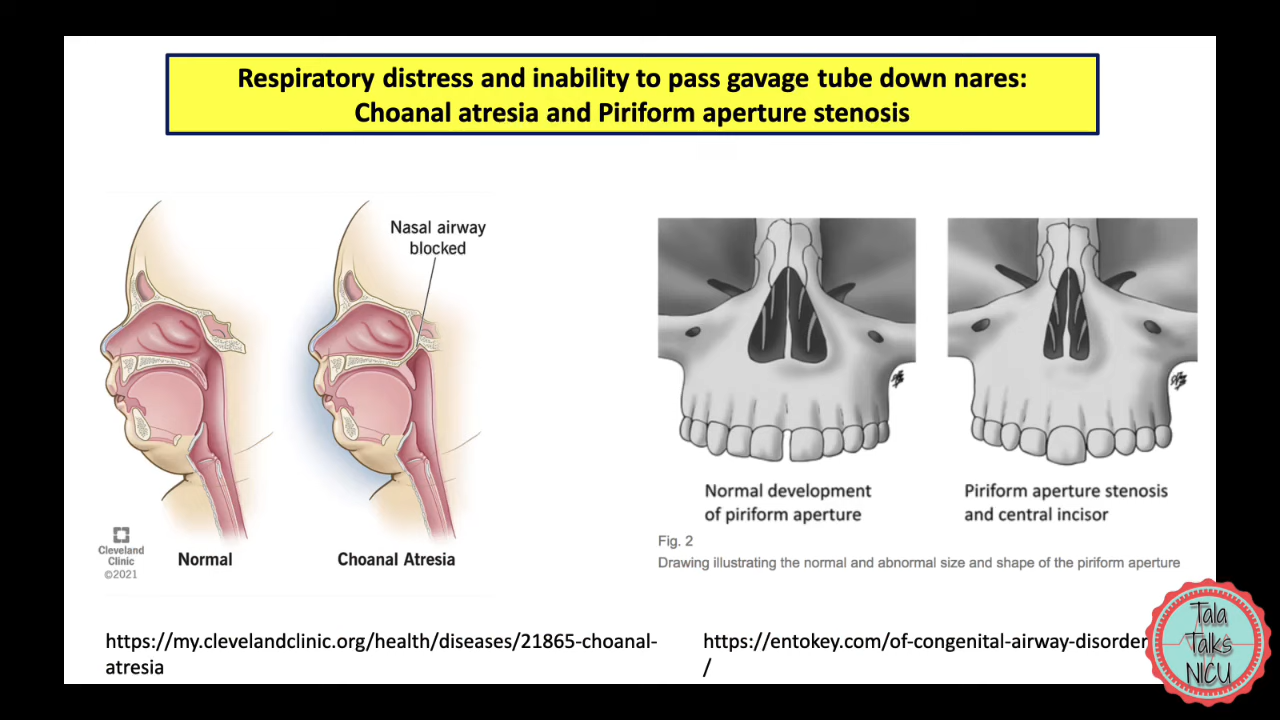 Respiratory distress and inability to pass gavage tube down nares:
Choanal atresia and Piriform aperture stenosis
Nasal airway
blocked
Cleveland
Clinic
©2021
Normal
Choanal Atresia
Normal development
of piriform aperture
Piriform aperture stenosis
and central incisor
Fig. 2
Drawing illustrating the normal and abnormal size and shape of the piriform aperture
https://my.clevelandclinic.org/health/diseases/21865-choanal-
atresia
https://entokey.com/of-congenital-airway-disorder
/
Tala
Talks
NICU